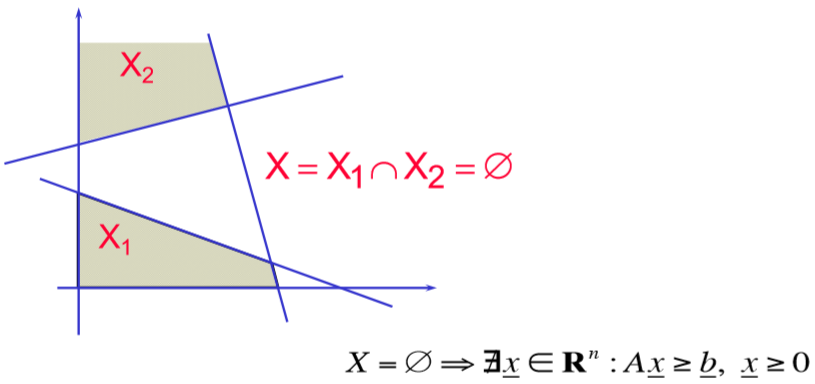 X₂
X = X₁ ∩ X₂ = ∅
X₁
X = ∅ ⇒ ∄x̲ ∈ 𝐑ⁿ : Ax̲ ≥ b̲, x̲ ≥ 0